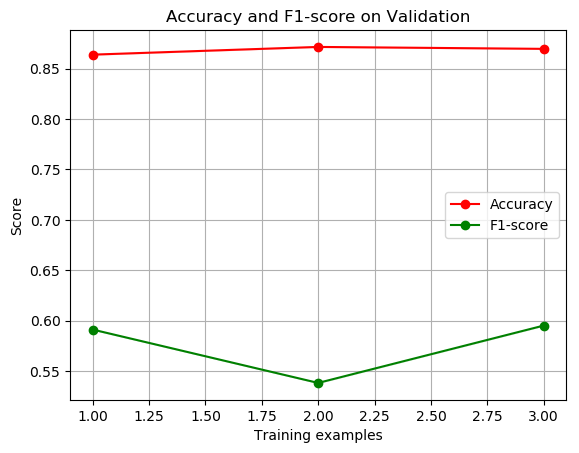 Accuracy and F1-score on Validation
Score
0.85
0.80
0.75
0.70
0.65
0.60
0.55
Accuracy
F1-score
1.00 1.25 1.50 1.75 2.00 2.25 2.50 2.75 3.00
Training examples